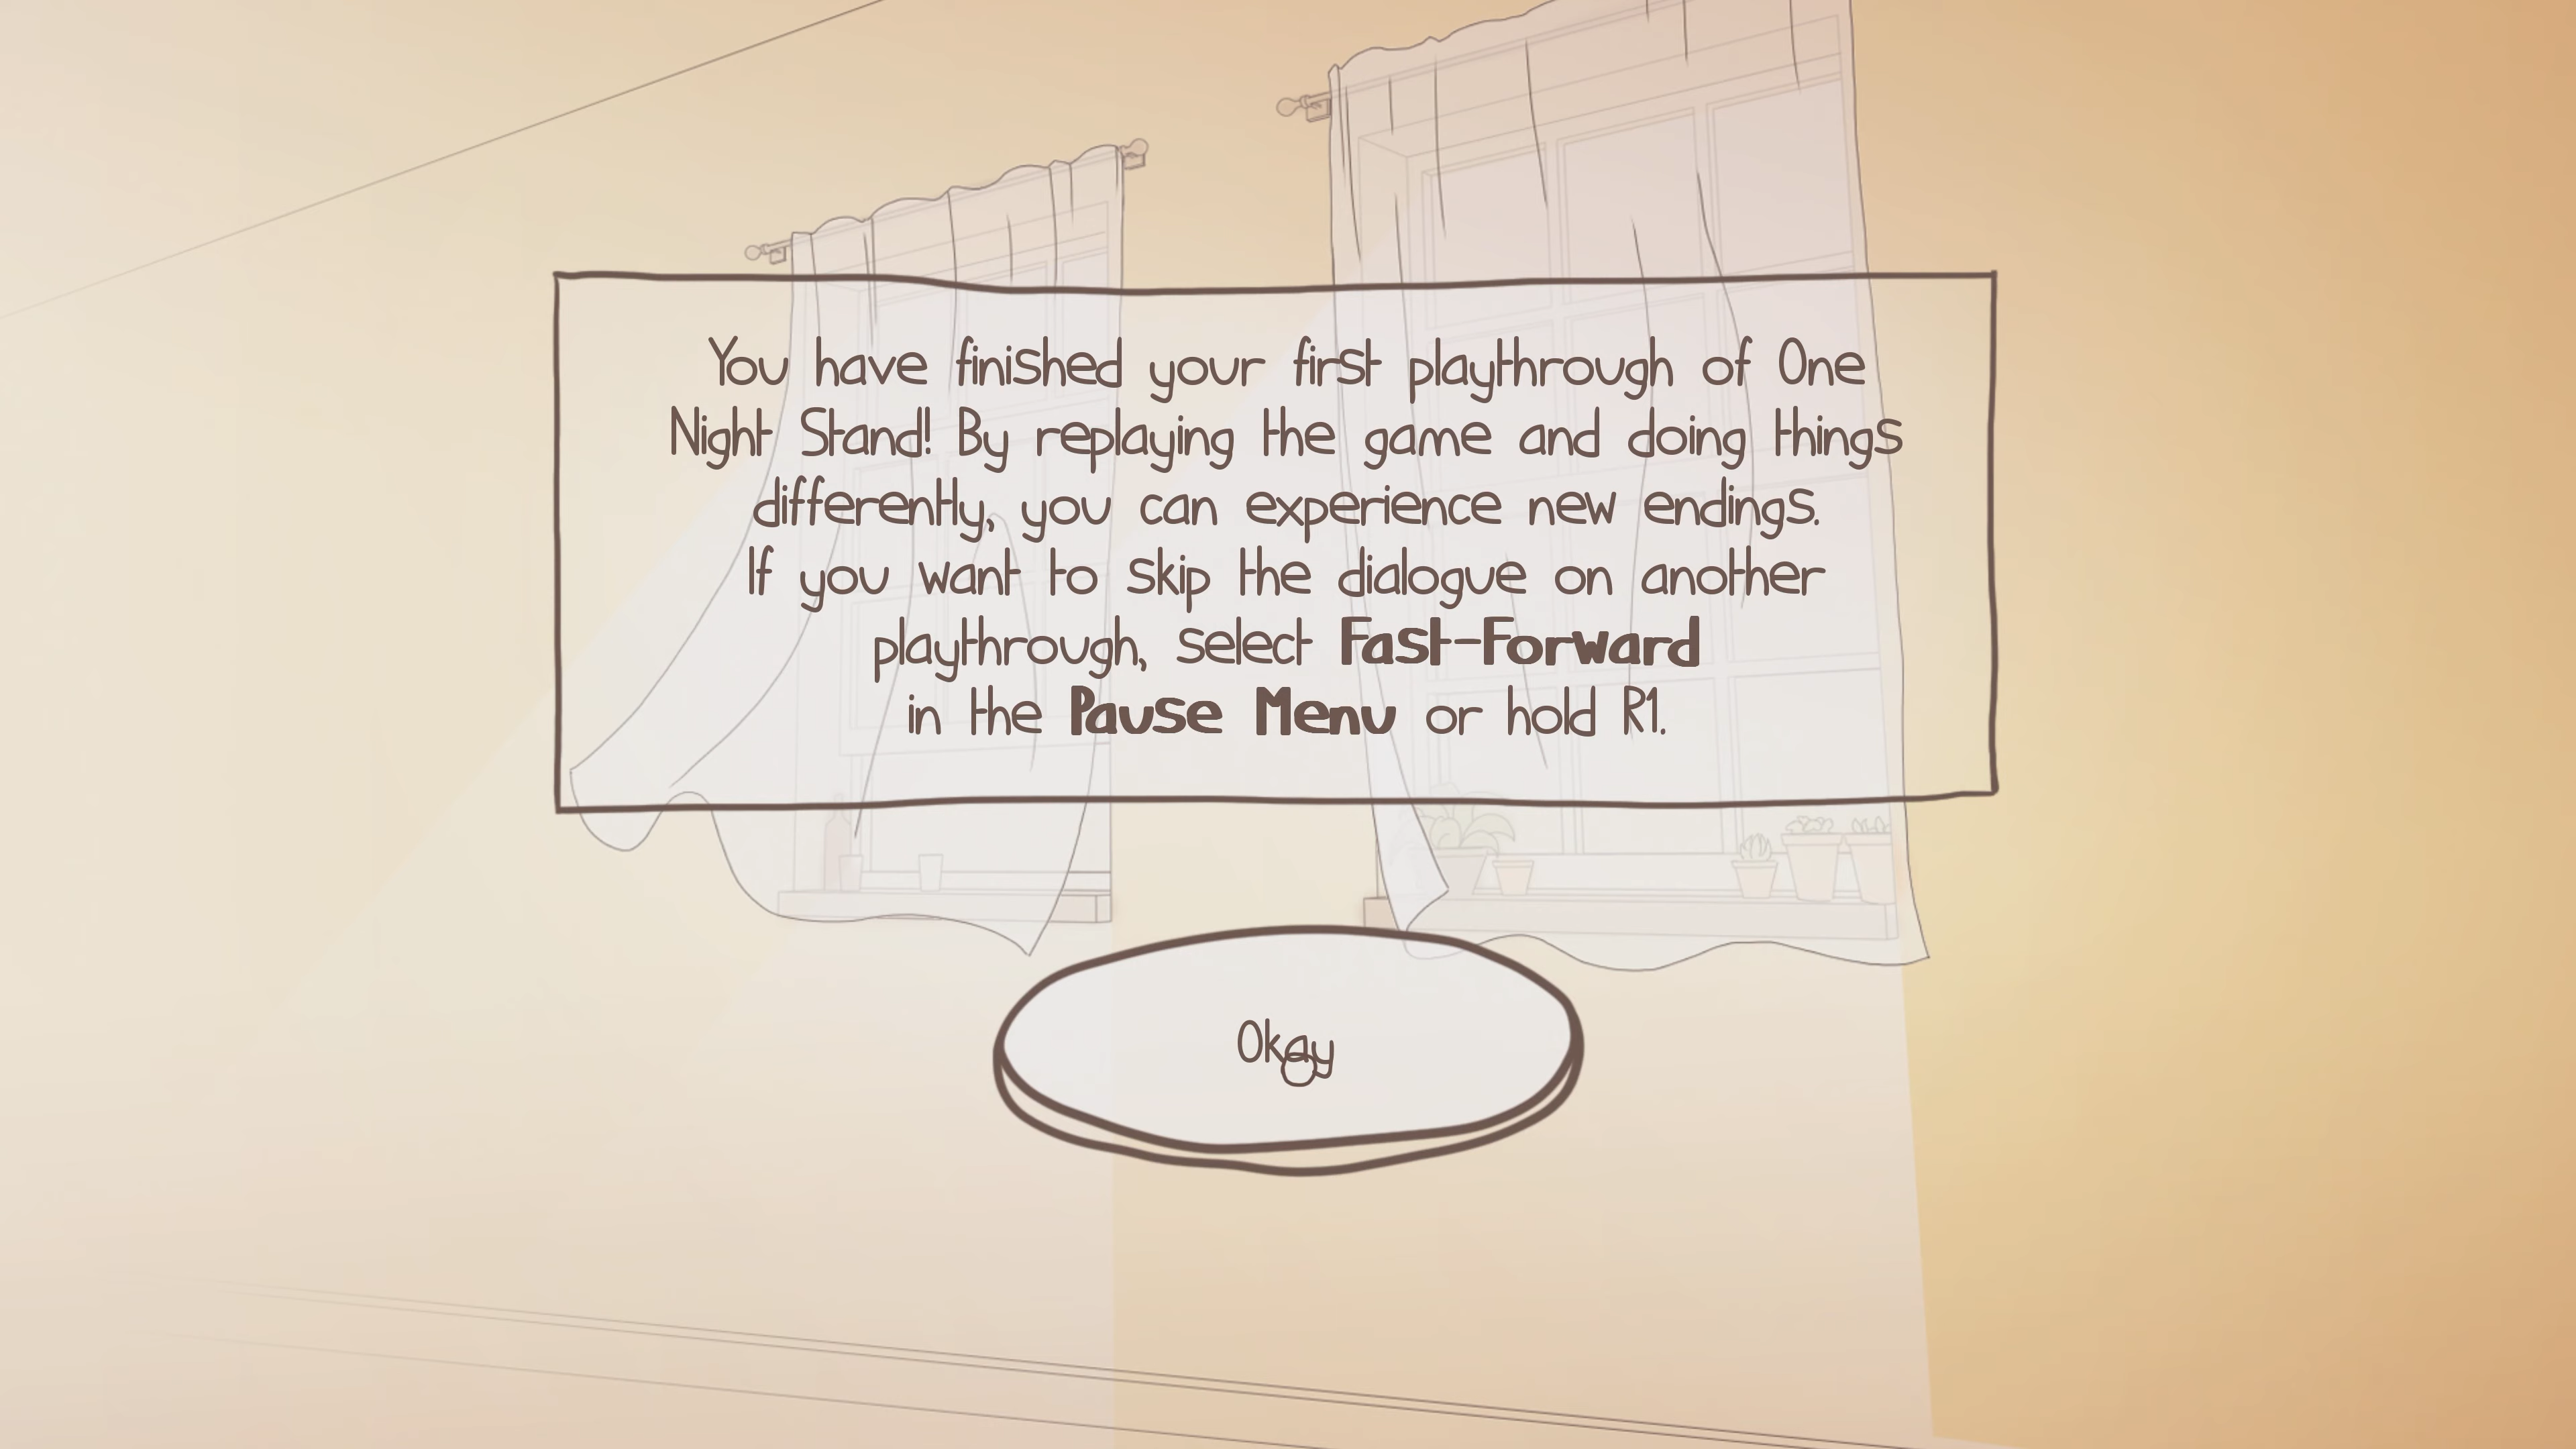 You have finished your first playthrough of One
Night Stand! By replaying the game and doing things
differently, you can experience new endings.
If you want to skip the dialogue on another
playthrough, select Fast-Forward
in the Pause Menu or hold R1.
Okay